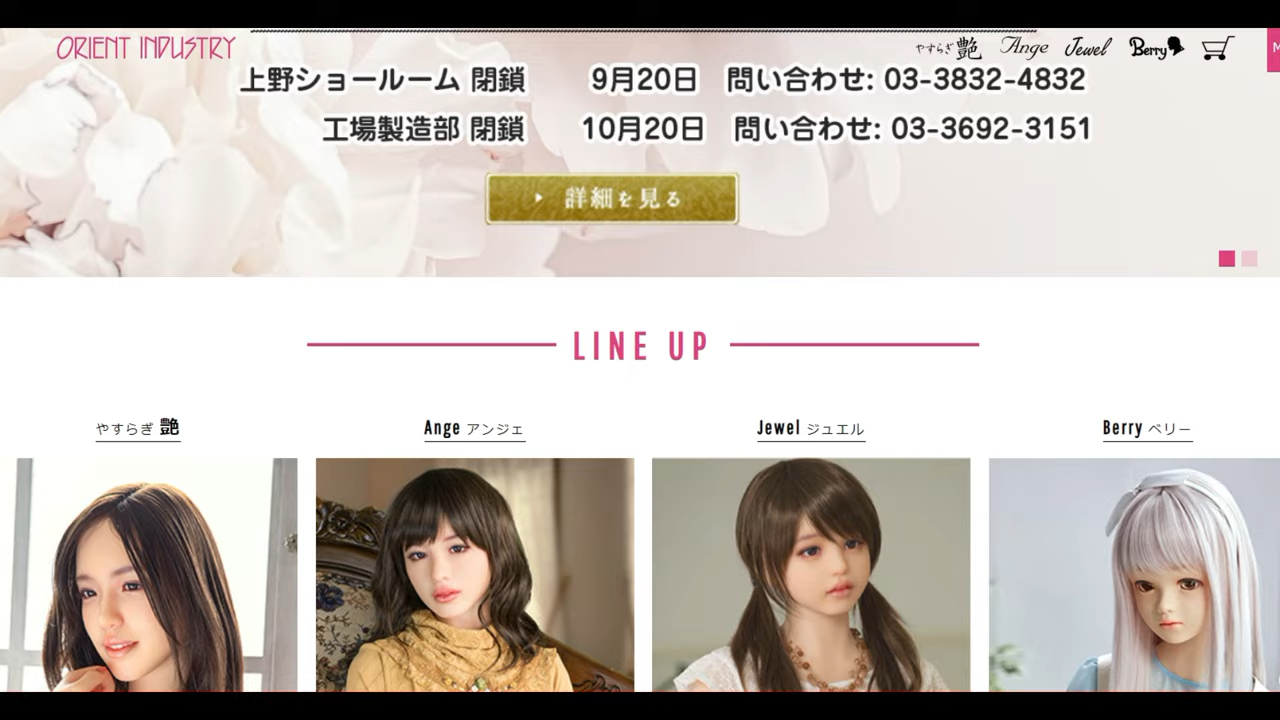 ORIENT INDUSTRY
やすらぎ 艶 Ange Jewel Berry
上野ショールーム 閉鎖 9月20日 問い合わせ: 03-3832-4832
工場製造部 閉鎖 10月20日 問い合わせ: 03-3692-3151
詳細を見る
LINE UP
やすらぎ 艶 Ange アンジェ Jewel ジュエル Berry ベリー